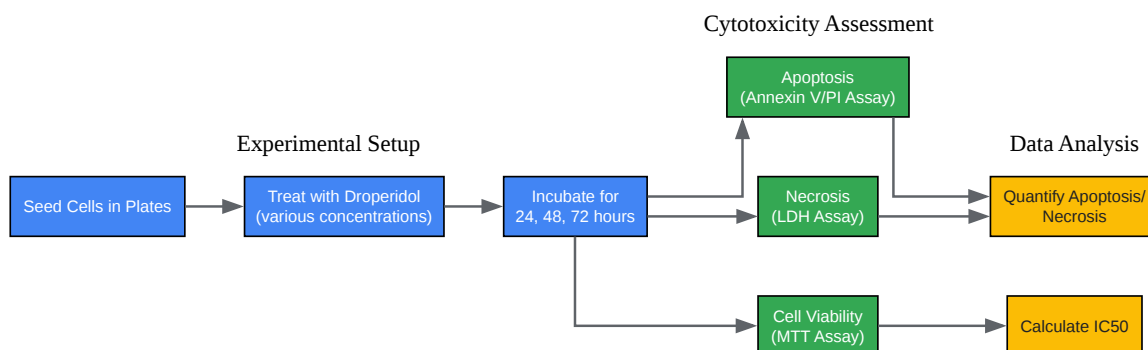 Cytotoxicity Assessment
Apoptosis
(Annexin V/PI Assay)
Experimental Setup
Data Analysis
Seed Cells in Plates
Treat with Droperidol
(various concentrations)
Incubate for
24, 48, 72 hours
Necrosis
(LDH Assay)
Quantify Apoptosis/
Necrosis
Cell Viability
(MTT Assay)
Calculate IC50